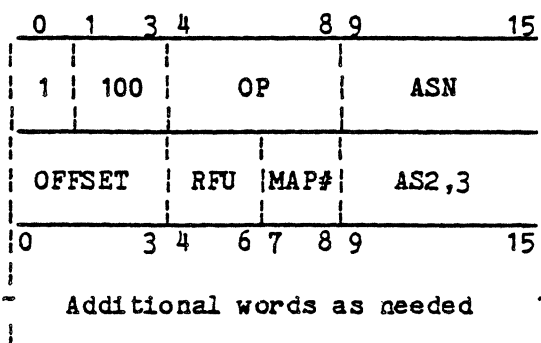 0 1 3 4 8 9 15
1 100 OP ASN
OFFSET RFU MAP# AS2,3
0 3 4 6 7 8 9 15
Additional words as needed